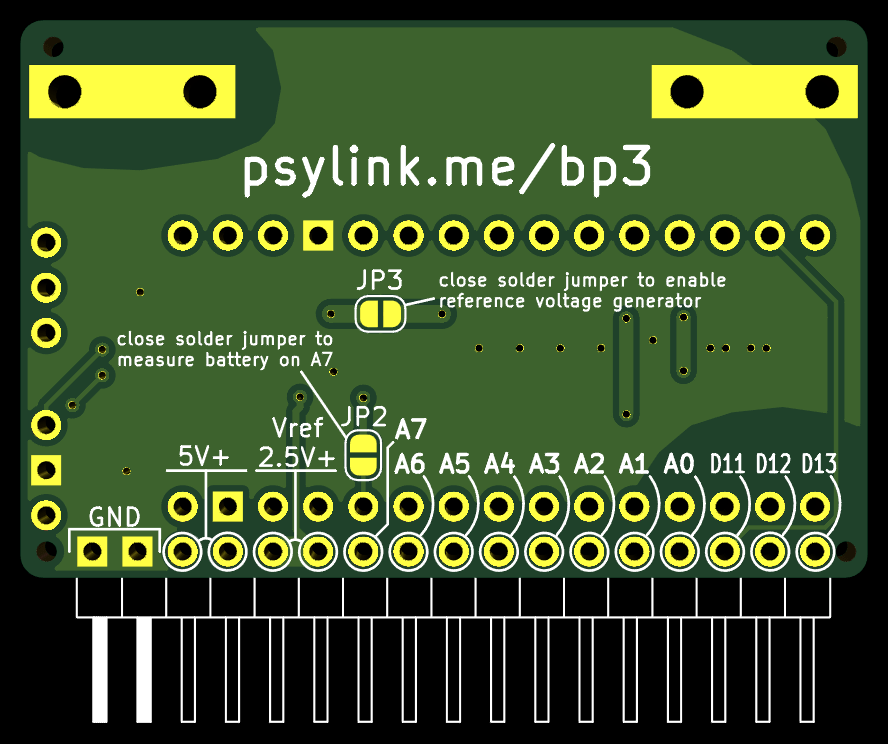 psylink.me/bp3
JP3
close solder jumper to enable
reference voltage generator
close solder jumper to
measure battery on A7
JP2
Vref
A7
5V+
2.5V+
A6 A5 A4 A3 A2 A1 A0 D11 D12 D13
GND